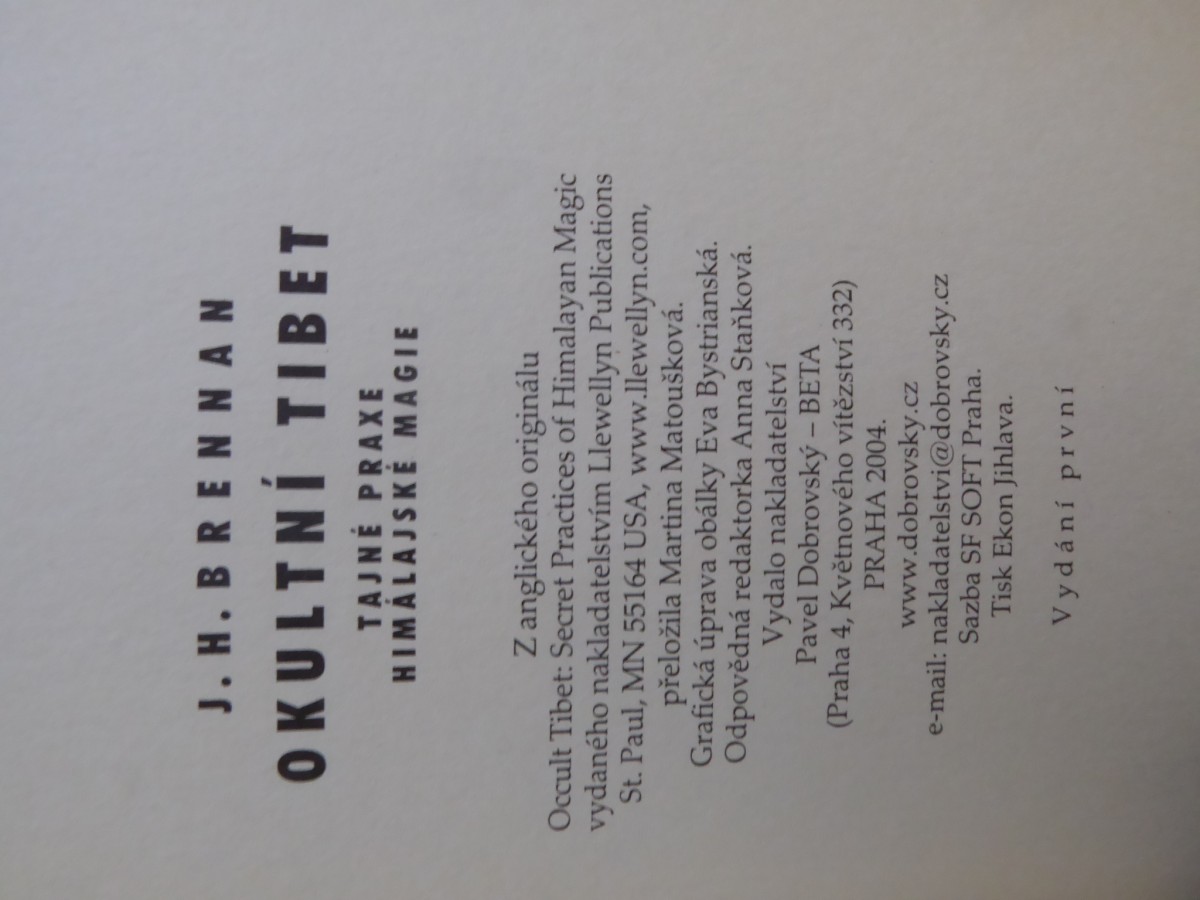 J. H. BRENNAN
OKULTNÍ TIBET
TAJNÉ PRAXE
HIMÁLAJSKÉ MAGIE
Z anglického originálu
Occult Tibet: Secret Practices of Himalayan Magic
vydaného nakladatelstvím Llewellyn Publications
St. Paul, MN 55164 USA, www.llewellyn.com,
přeložila Martina Matoušková.
Grafická úprava obálky Eva Bystrianská.
Odpovědná redaktorka Anna Staňková.
Vydalo nakladatelství
Pavel Dobrovský – BETA
(Praha 4, Květnového vítězství 332)
PRAHA 2004.
www.dobrovsky.cz
e-mail: nakladatelstvi@dobrovsky.cz
Sazba SF SOFT Praha.
Tisk Ekon Jihlava.
Vydání první